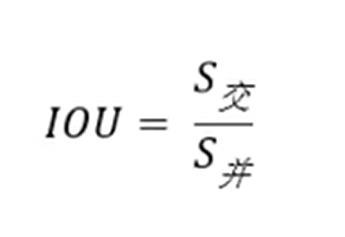 IOU = S交 / S并